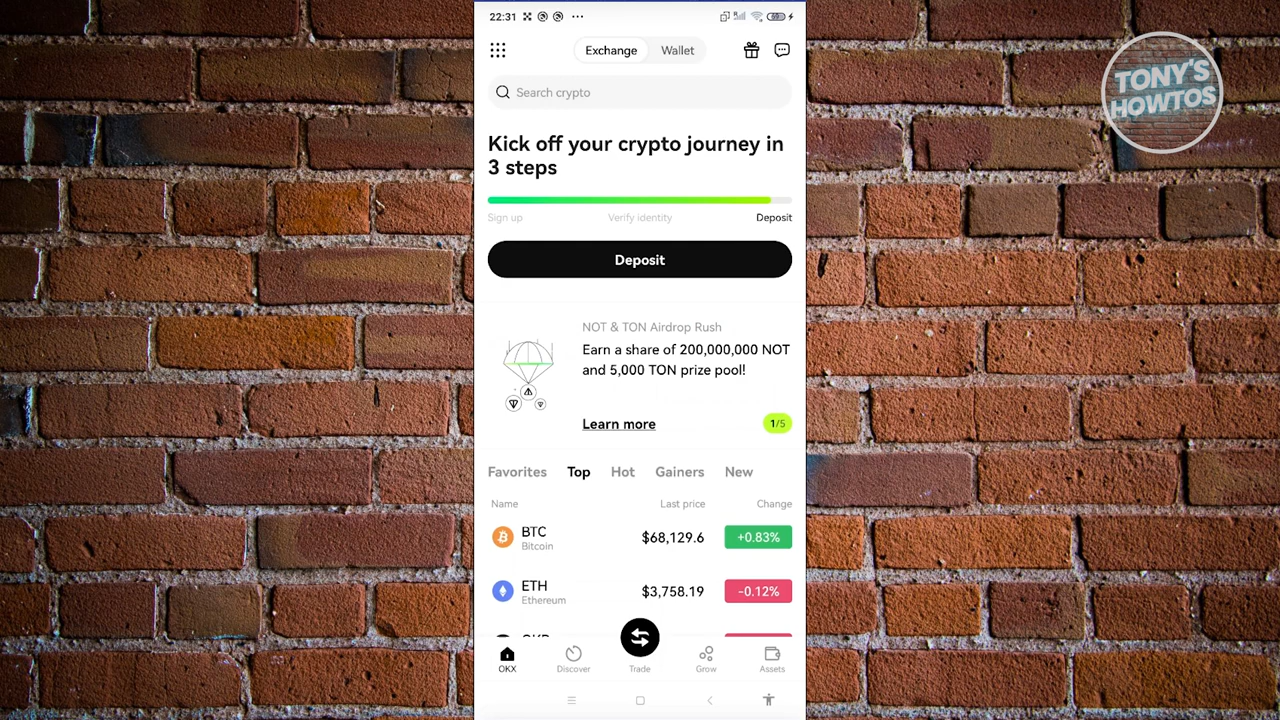 22:31
Exchange
Wallet
TONY'S
HOWTOS
Search crypto
Kick off your crypto journey in
3 steps
Sign up
Verify identity
Deposit
Deposit
NOT & TON Airdrop Rush
Earn a share of 200,000,000 NOT
and 5,000 TON prize pool!
Learn more
1/5
Favorites
Top
Hot
Gainers
New
Name
Last price
Change
BTC
Bitcoin
$68,129.6
+0.83%
ETH
Ethereum
$3,758.19
-0.12%
OKX
Discover
Trade
Grow
Assets